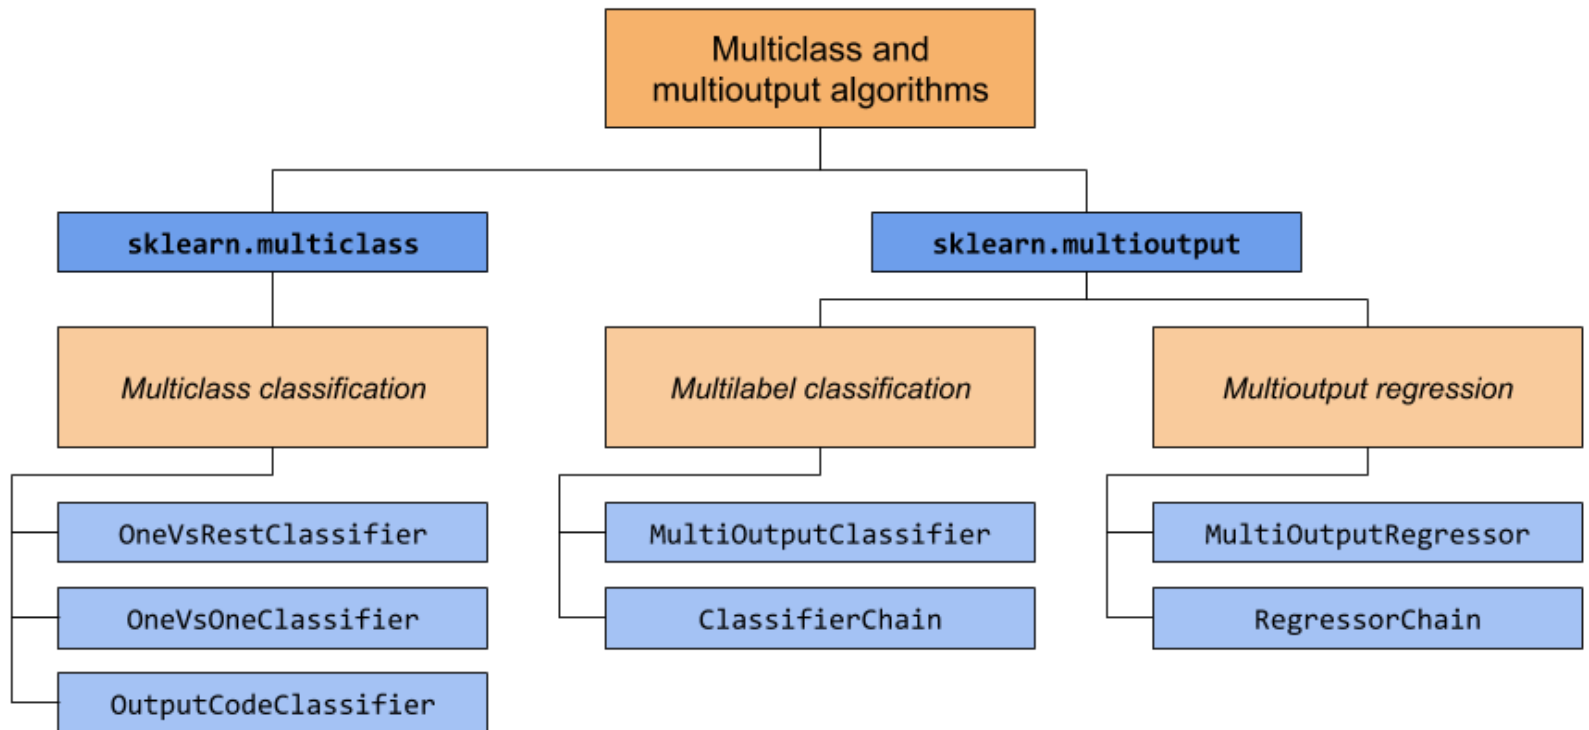 Multiclass and
multioutput algorithms
sklearn.multiclass
sklearn.multioutput
Multiclass classification
Multilabel classification
Multioutput regression
OneVsRestClassifier
MultiOutputClassifier
MultiOutputRegressor
OneVsOneClassifier
ClassifierChain
RegressorChain
OutputCodeClassifier